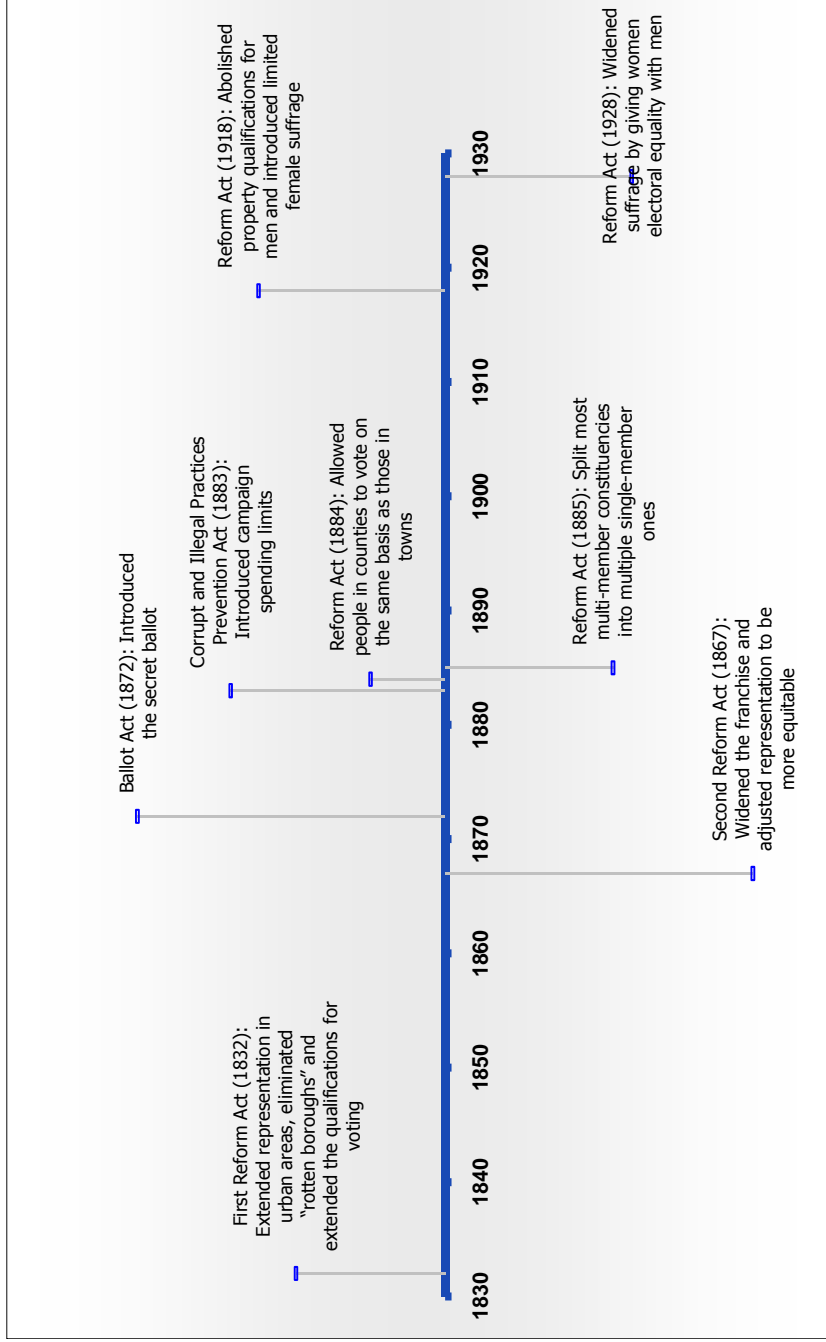 Ballot Act (1872): Introduced
the secret ballot
Corrupt and Illegal Practices
Prevention Act (1883):
Introduced campaign
spending limits
Reform Act (1918): Abolished
property qualifications for
men and introduced limited
female suffrage
First Reform Act (1832):
Extended representation in
urban areas, eliminated
“rotten boroughs” and
extended the qualifications for
voting
Reform Act (1884): Allowed
people in counties to vote on
the same basis as those in
towns
1830
1840
1850
1860
1870
1880
1890
1900
1910
1920
1930
Reform Act (1885): Split most
multi-member constituencies
into multiple single-member
ones
Reform Act (1928): Widened
suffrage by giving women
electoral equality with men
Second Reform Act (1867):
Widened the franchise and
adjusted representation to be
more equitable